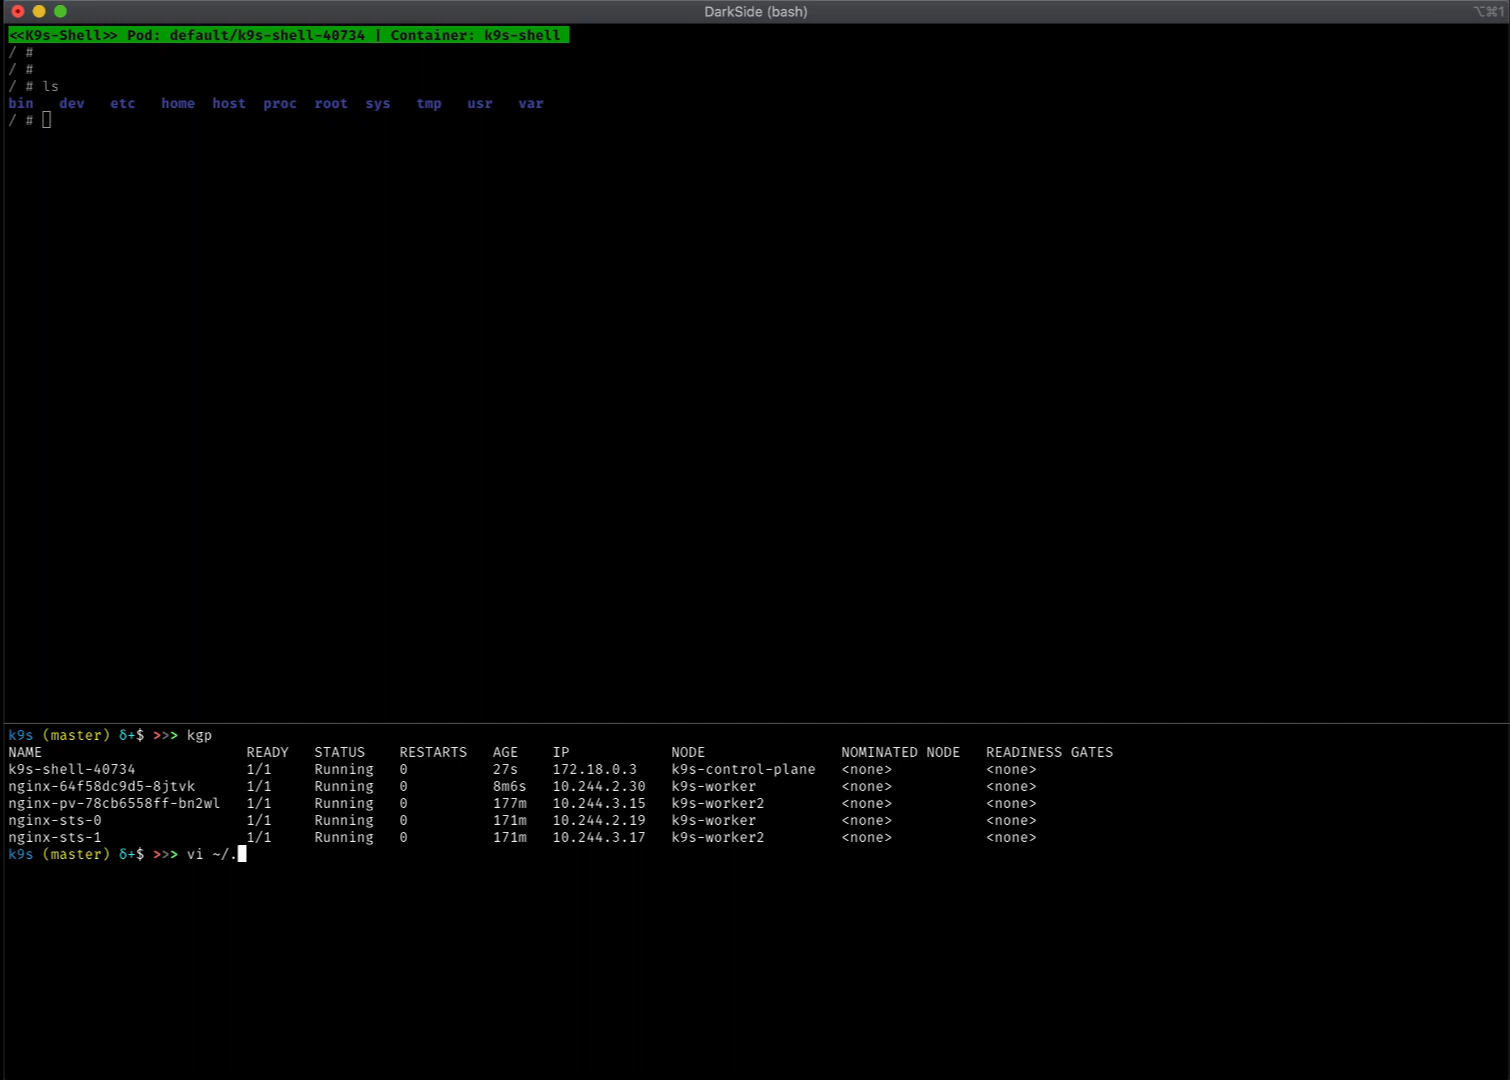 DarkSide (bash)
⌥⌘1
<<K9s-Shell>> Pod: default/k9s-shell-40734 | Container: k9s-shell
/ #
/ #
/ # ls
bin dev etc home host proc root sys tmp usr var
/ #
k9s (master) δ+$ >>> kgp
NAME READY STATUS RESTARTS AGE IP NODE NOMINATED NODE READINESS GATES
k9s-shell-40734 1/1 Running 0 27s 172.18.0.3 k9s-control-plane <none> <none>
nginx-64f58dc9d5-8jtvk 1/1 Running 0 8m6s 10.244.2.30 k9s-worker <none> <none>
nginx-pv-78cb6558ff-bn2wl 1/1 Running 0 177m 10.244.3.15 k9s-worker2 <none> <none>
nginx-sts-0 1/1 Running 0 171m 10.244.2.19 k9s-worker <none> <none>
nginx-sts-1 1/1 Running 0 171m 10.244.3.17 k9s-worker2 <none> <none>
k9s (master) δ+$ >>> vi ~/.